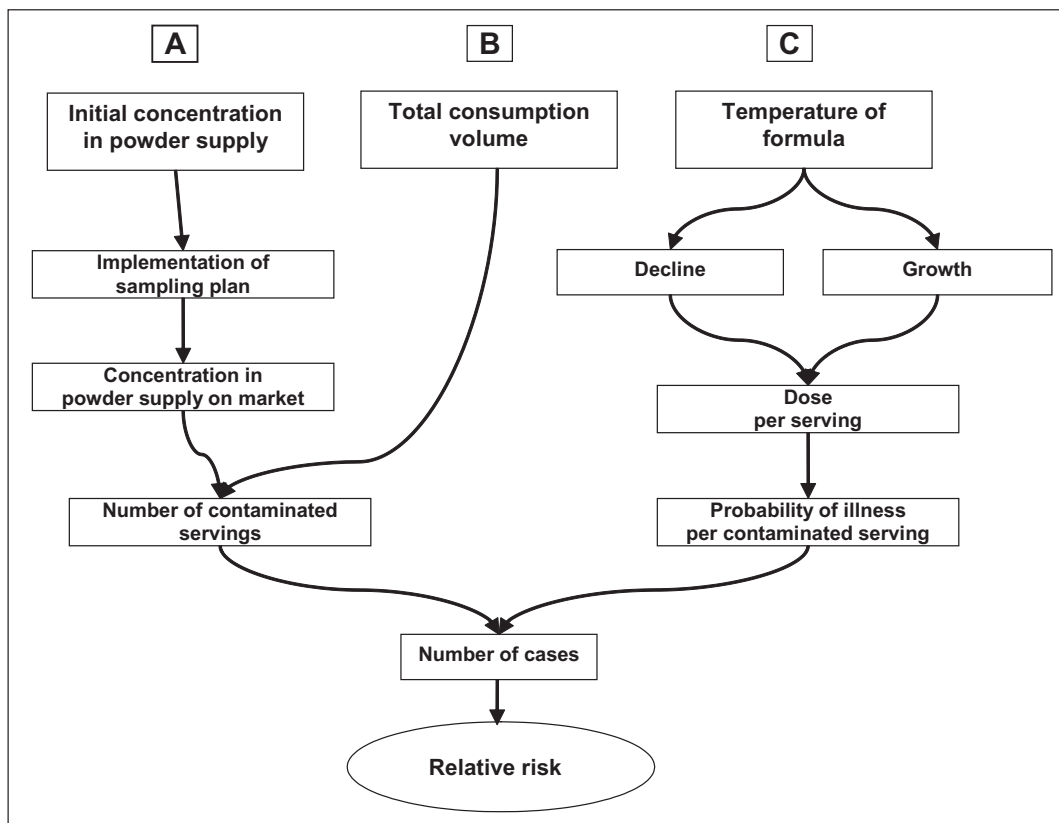 A
B
C
Initial concentration
in powder supply
Total consumption
volume
Temperature of
formula
Implementation of
sampling plan
Decline
Growth
Concentration in
powder supply on market
Dose
per serving
Number of contaminated
servings
Probability of illness
per contaminated serving
Number of cases
Relative risk